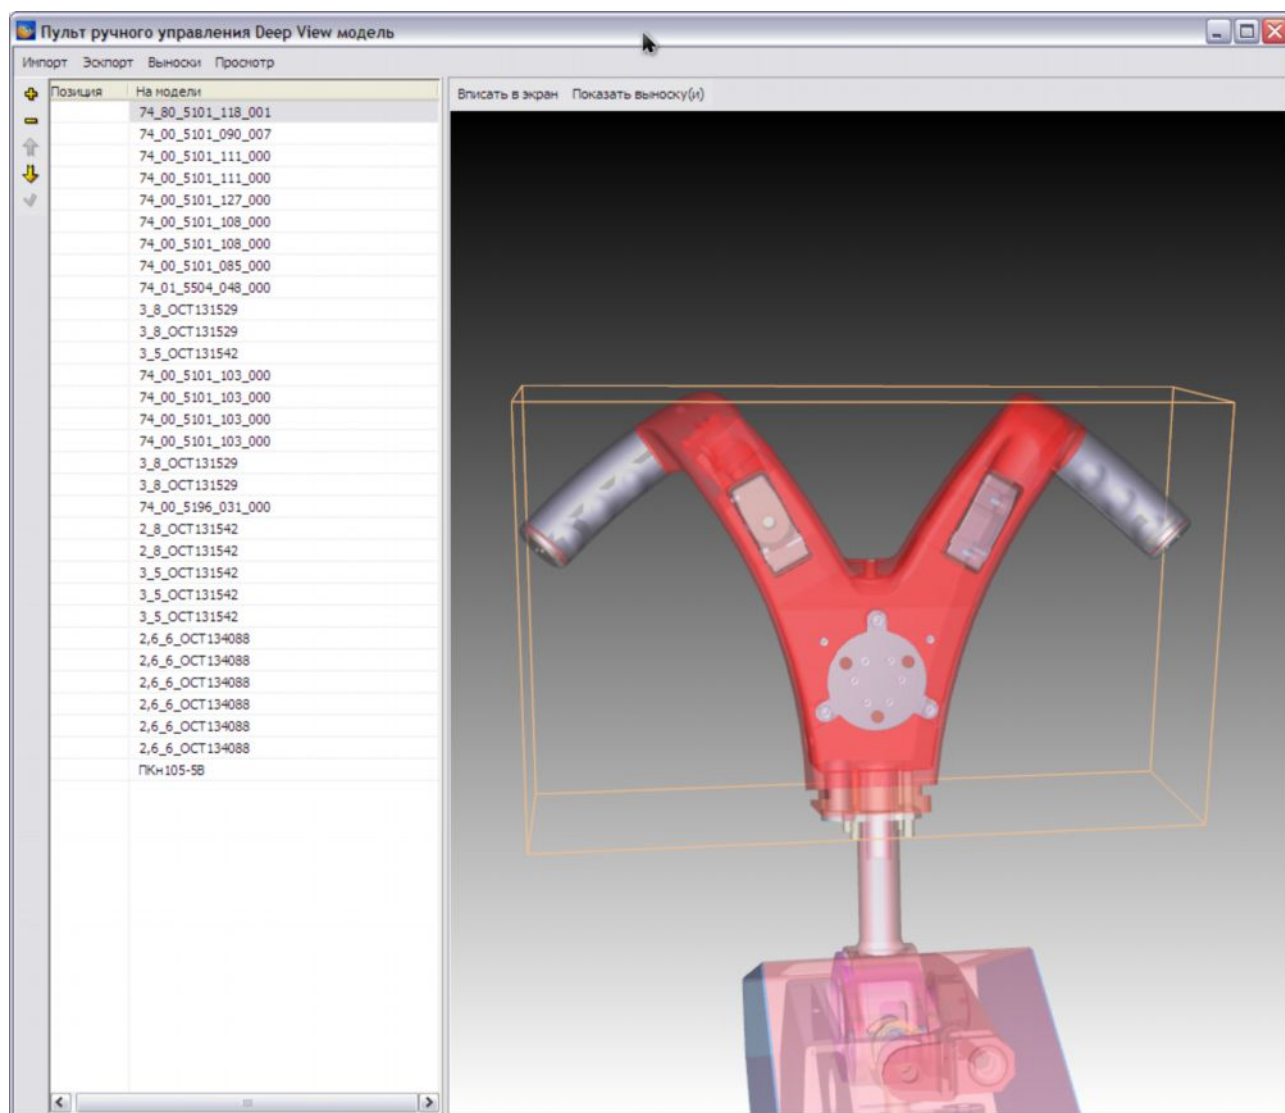 Пульт ручного управления Deep View модель
Импорт Эскпорт Выноски Просмотр
Позиция На модели
Вписать в экран Показать выноску(и)
74_80_5101_118_001
74_00_5101_090_007
74_00_5101_111_000
74_00_5101_111_000
74_00_5101_127_000
74_00_5101_108_000
74_00_5101_108_000
74_00_5101_085_000
74_01_5504_048_000
3_8_ОСТ131529
3_8_ОСТ131529
3_5_ОСТ131542
74_00_5101_103_000
74_00_5101_103_000
74_00_5101_103_000
74_00_5101_103_000
3_8_ОСТ131529
3_8_ОСТ131529
74_00_5196_031_000
2_8_ОСТ131542
2_8_ОСТ131542
3_5_ОСТ131542
3_5_ОСТ131542
3_5_ОСТ131542
2,6_6_ОСТ134088
2,6_6_ОСТ134088
2,6_6_ОСТ134088
2,6_6_ОСТ134088
2,6_6_ОСТ134088
2,6_6_ОСТ134088
ПКн105-5В